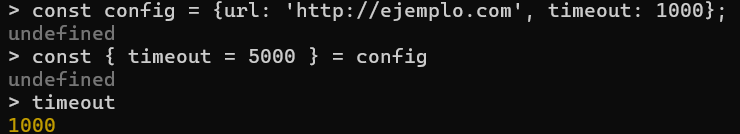 > const config = {url: 'http://ejemplo.com', timeout: 1000};
undefined
> const { timeout = 5000 } = config
undefined
> timeout
1000